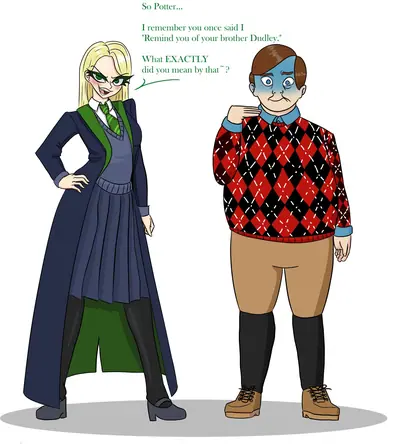 So Potter...
I remember you once said I
"Remind you of your brother Dudley."
What EXACTLY
did you mean by that~?